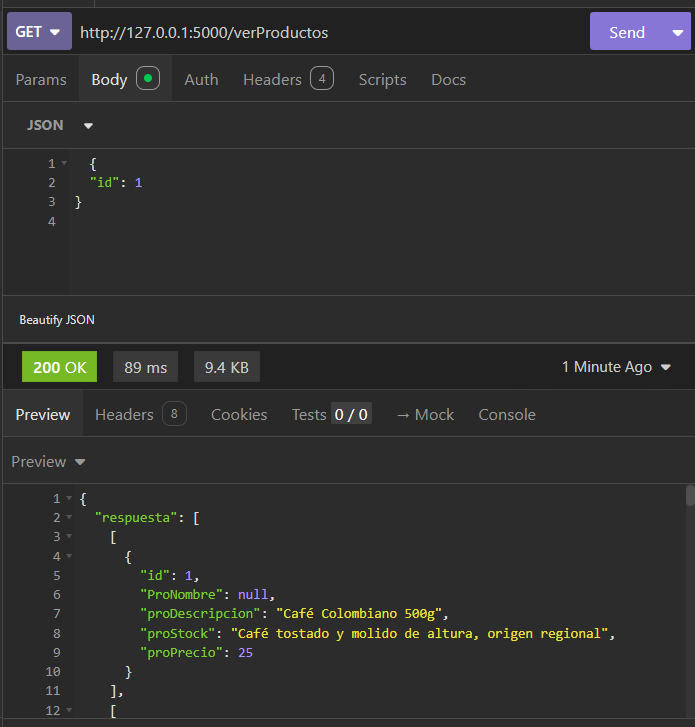 GET http://127.0.0.1:5000/verProductos Send
Params Body Auth Headers 4 Scripts Docs
JSON
1 {
2 "id": 1
3 }
4
Beautify JSON
200 OK 89 ms 9.4 KB 1 Minute Ago
Preview Headers 8 Cookies Tests 0 / 0 → Mock Console
Preview
1 {
2 "respuesta": [
3 [
4 {
5 "id": 1,
6 "ProNombre": null,
7 "proDescripcion": "Café Colombiano 500g",
8 "proStock": "Café tostado y molido de altura, origen regional",
9 "proPrecio": 25
10 }
11 ],
12 [